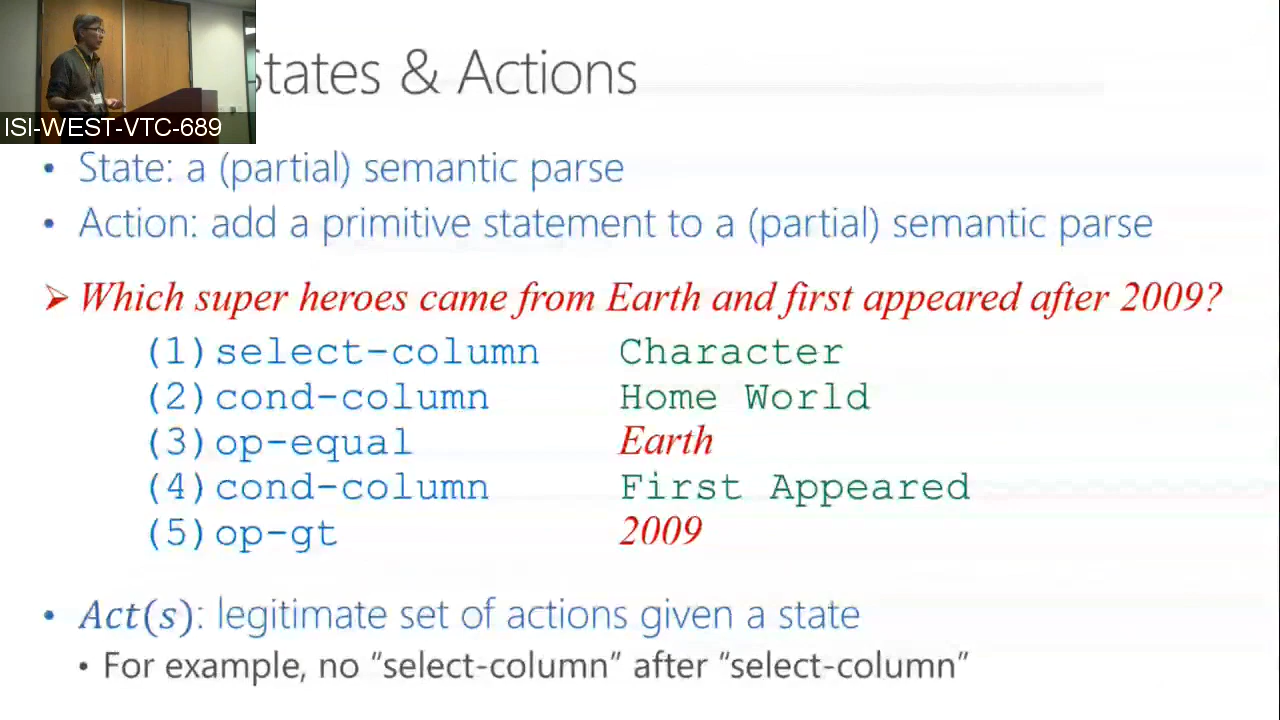 States & Actions
ISI-WEST-VTC-689
• State: a (partial) semantic parse
• Action: add a primitive statement to a (partial) semantic parse
➢ Which super heroes came from Earth and first appeared after 2009?
(1) select-column Character
(2) cond-column Home World
(3) op-equal Earth
(4) cond-column First Appeared
(5) op-gt 2009
• Act(s): legitimate set of actions given a state
• For example, no “select-column” after “select-column”